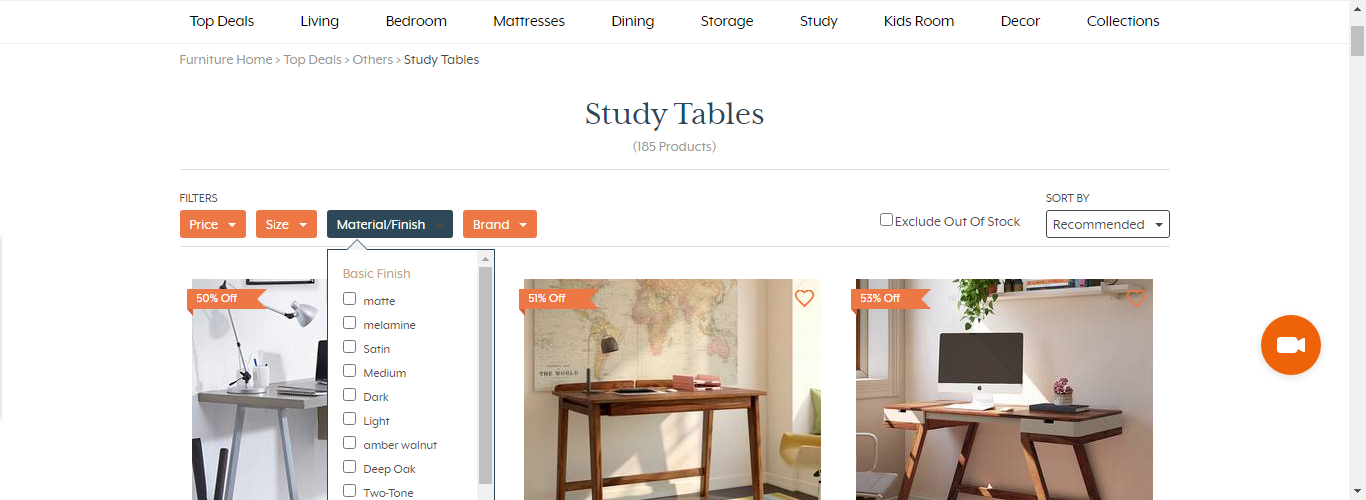 Top Deals Living Bedroom Mattresses Dining Storage Study Kids Room Decor Collections
Furniture Home > Top Deals > Others > Study Tables
Study Tables
(185 Products)
FILTERS
SORT BY
Price Size Material/Finish Brand
Exclude Out Of Stock
Recommended
Basic Finish
matte
melamine
Satin
Medium
Dark
Light
amber walnut
Deep Oak
Two-Tone
50% Off
51% Off
THE WORLD
53% Off